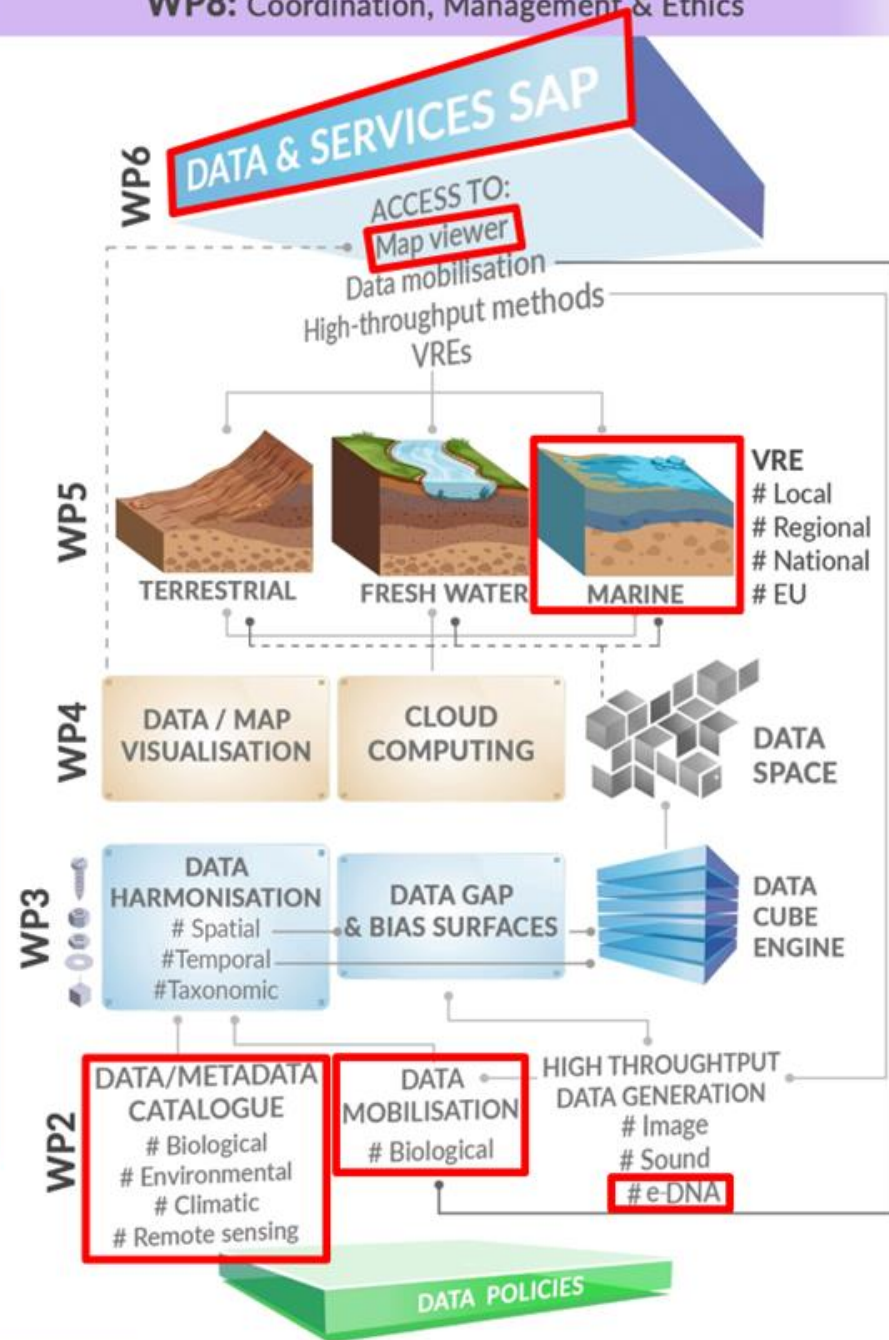 WP8: Coordination, Management & Ethics
WP6
DATA & SERVICES SAP
ACCESS TO:
Map viewer
Data mobilisation
High-throughput methods
VREs
WP5
TERRESTRIAL
FRESH WATER
MARINE
VRE
# Local
# Regional
# National
# EU
WP4
DATA / MAP
VISUALISATION
CLOUD
COMPUTING
DATA
SPACE
WP3
DATA
HARMONISATION
# Spatial
#Temporal
#Taxonomic
DATA GAP
& BIAS SURFACES
DATA
CUBE
ENGINE
WP2
DATA/METADATA
CATALOGUE
# Biological
# Environmental
# Climatic
# Remote sensing
DATA
MOBILISATION
# Biological
HIGH THROUGHTPUT
DATA GENERATION
# Image
# Sound
# e-DNA
DATA POLICIES